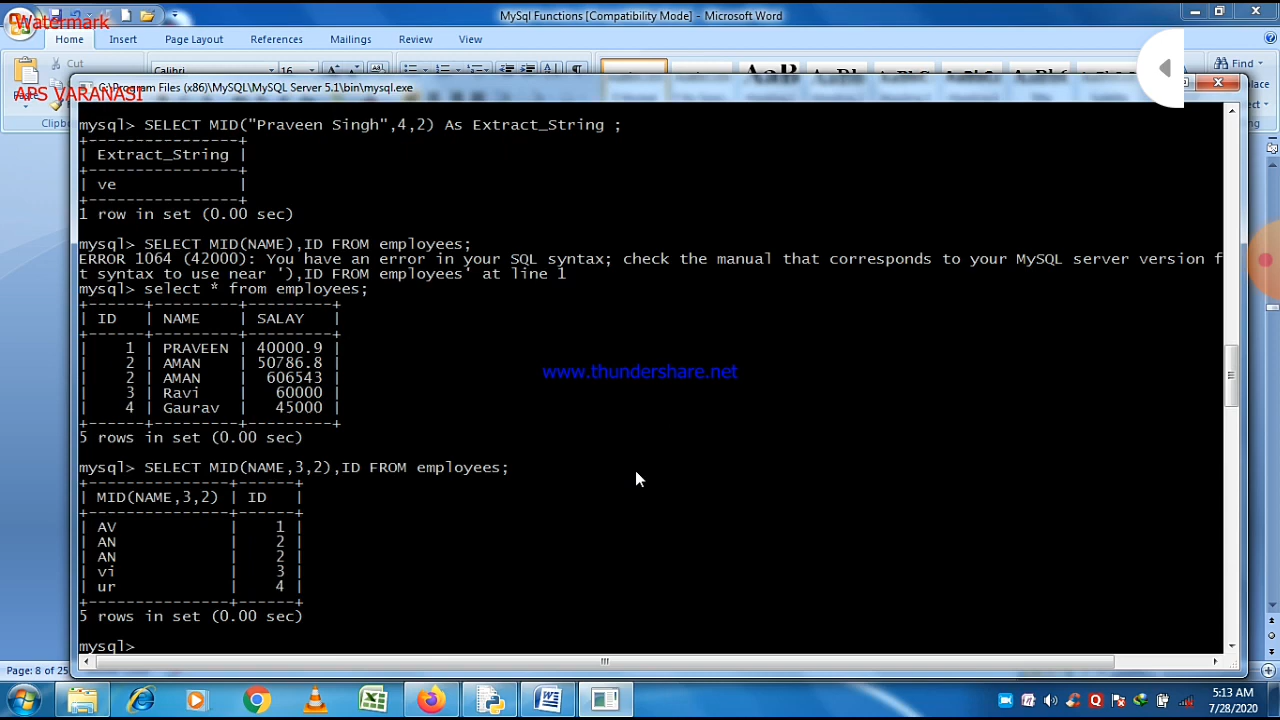 MySql Functions [Compatibility Mode] - Microsoft Word
Watermark
Home Insert Page Layout References Mailings Review View
Cut
Calibri 16
Find
APS VARANASI
G:\Program Files (x86)\MySQL\MySQL Server 5.1\bin\mysql.exe
mysql> SELECT MID("Praveen Singh",4,2) As Extract_String ;
+----------------+
| Extract_String |
+----------------+
| ve             |
+----------------+
1 row in set (0.00 sec)
mysql> SELECT MID(NAME),ID FROM employees;
ERROR 1064 (42000): You have an error in your SQL syntax; check the manual that corresponds to your MySQL server version f
t syntax to use near '),ID FROM employees' at line 1
mysql> select * from employees;
+------+---------+---------+
| ID   | NAME    | SALAY   |
+------+---------+---------+
|    1 | PRAVEEN | 40000.9 |
|    2 | AMAN    | 50786.8 |
|    2 | AMAN    |  606543 |
|    3 | Ravi    |   60000 |
|    4 | Gaurav  |   45000 |
+------+---------+---------+
5 rows in set (0.00 sec)
www.thundershare.net
mysql> SELECT MID(NAME,3,2),ID FROM employees;
+---------------+------+
| MID(NAME,3,2) | ID   |
+---------------+------+
| AV            |    1 |
| AN            |    2 |
| AN            |    2 |
| vi            |    3 |
| ur            |    4 |
+---------------+------+
5 rows in set (0.00 sec)
mysql>
Page: 8 of 25
5:13 AM
7/28/2020